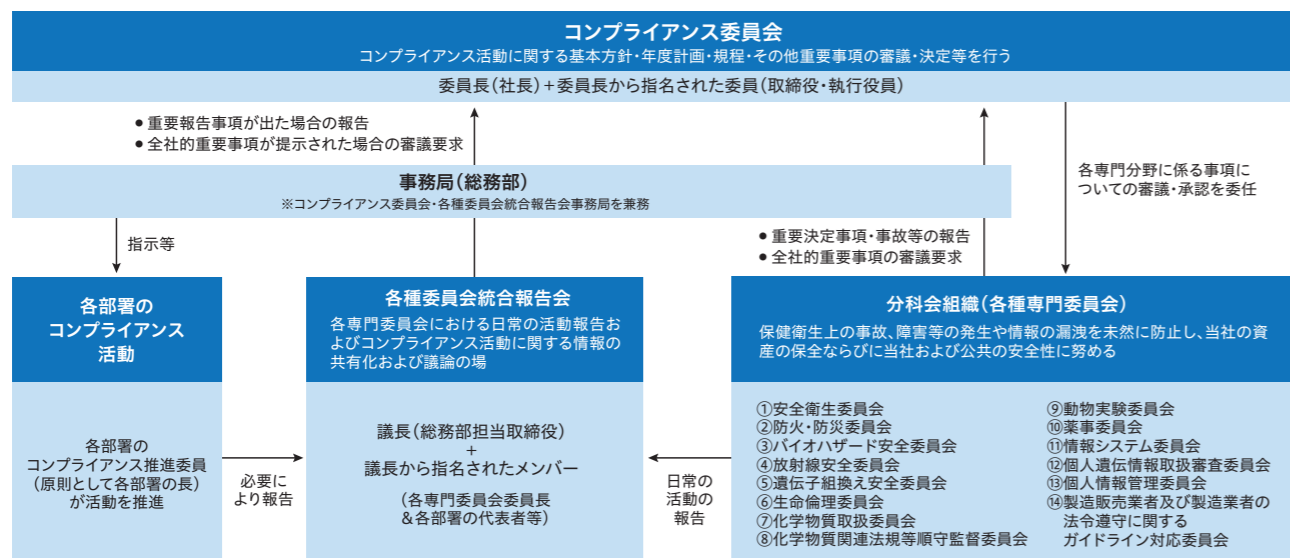 コンプライアンス委員会
コンプライアンス活動に関する基本方針・年度計画・規程・その他重要事項の審議・決定等を行う
委員長(社長)+委員長から指名された委員(取締役・執行役員)
●重要報告事項が出た場合の報告
●全社的重要事項が提示された場合の審議要求
事務局(総務部)
※コンプライアンス委員会・各種委員会統合報告会事務局を兼務
各専門分野に係る事項に
ついての審議・承認を委任
指示等
●重要決定事項・事故等の報告
●全社的重要事項の審議要求
各部署の
コンプライアンス
活動
各部署の
コンプライアンス推進委員
(原則として各部署の長)
が活動を推進
必要に
より報告
各種委員会統合報告会
各専門委員会における日常の活動報告お
よびコンプライアンス活動に関する情報の
共有化および議論の場
議長(総務部担当取締役)
+
議長から指名されたメンバー
(各専門委員会委員長
&各部署の代表者等)
日常の
活動の
報告
分科会組織(各種専門委員会)
保健衛生上の事故、障害等の発生や情報の漏洩を未然に防止し、当社の資
産の保全ならびに当社および公共の安全性に努める
①安全衛生委員会
②防火・防災委員会
③バイオハザード安全委員会
④放射線安全委員会
⑤遺伝子組換え安全委員会
⑥生命倫理委員会
⑦化学物質取扱委員会
⑧化学物質関連法規等順守監督委員会
⑨動物実験委員会
⑩薬事委員会
⑪情報システム委員会
⑫個人遺伝情報取扱審査委員会
⑬個人情報管理委員会
⑭製造販売業者及び製造業者の
法令遵守に関する
ガイドライン対応委員会